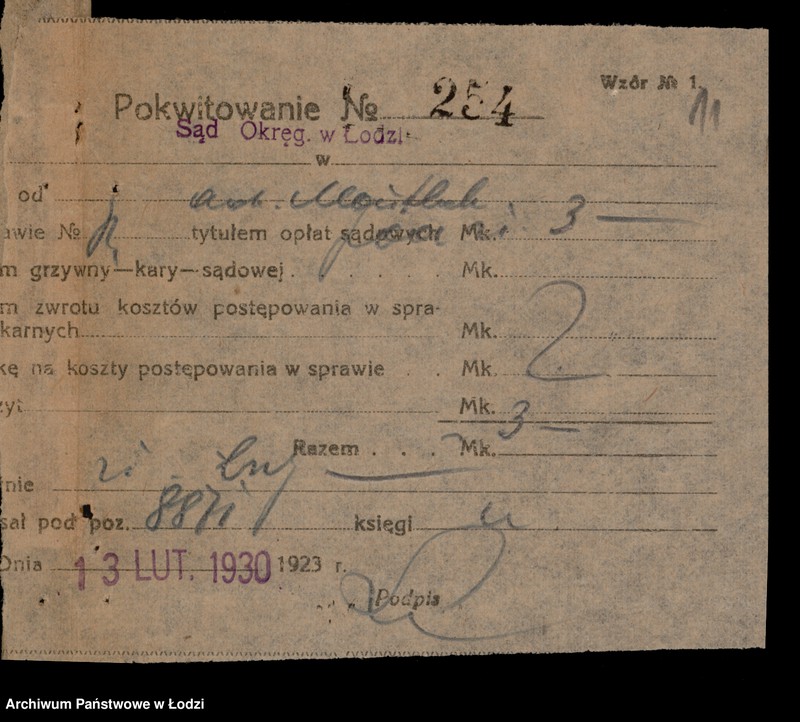 Wzór № 1.
11
Pokwitowanie № 254
Sąd Okręg. w Łodzi
w
od
awie № tytułem opłat sądowych Mk. 3 —
m grzywny—kary—sądowej Mk.
m zwrotu kosztów postępowania w spra-
karnych Mk.
kę na koszty postępowania w sprawie Mk.
zyt Mk. 3 —
Razem Mk.
nie
sał pod poz. 8871 księgi
Dnia 13 LUT. 1930 1923 r.
Podpis
Archiwum Państwowe w Łodzi